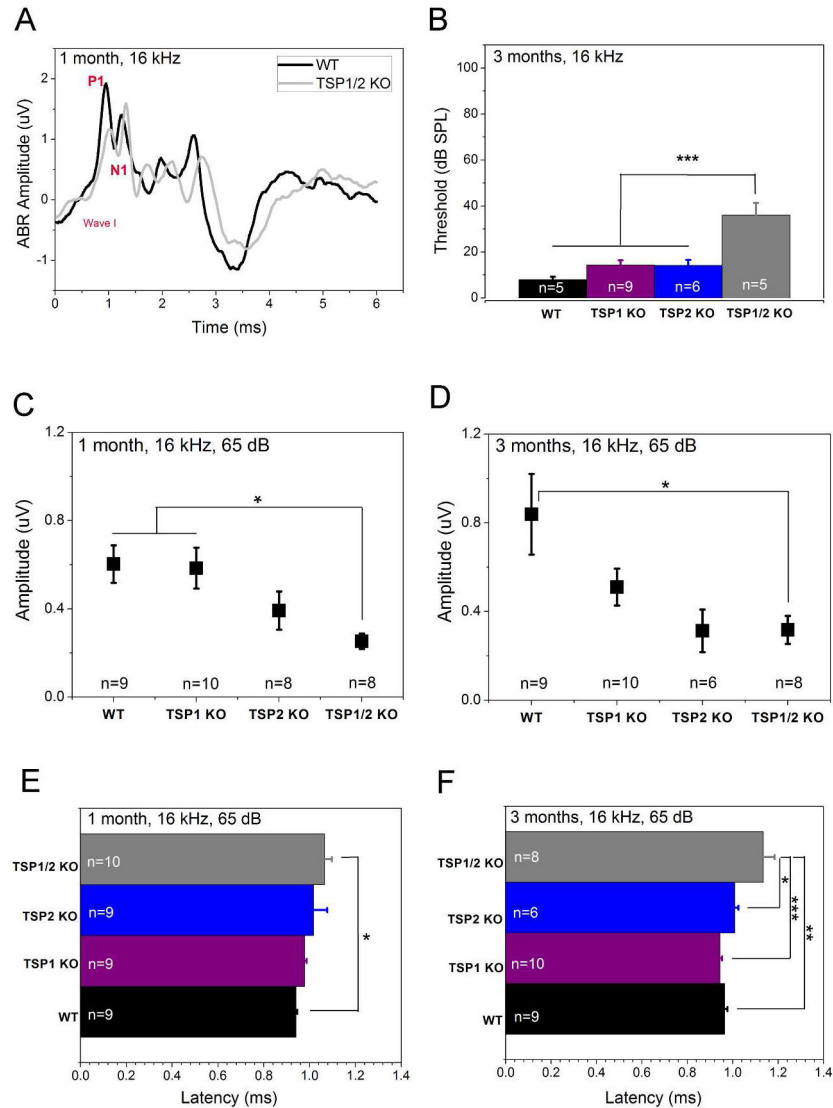 A
1 month, 16 kHz
WT
TSP1/2 KO
P1
N1
Wave I
ABR Amplitude (uV)
2
1
0
-1
0 1 2 3 4 5 6
Time (ms)
B
3 months, 16 kHz
Threshold (dB SPL)
100
80
60
40
20
0
***
n=5 n=9 n=6 n=5
WT TSP1 KO TSP2 KO TSP1/2 KO
C
1 month, 16 kHz, 65 dB
Amplitude (uV)
1.2
0.8
0.4
0.0
*
n=9 n=10 n=8 n=8
WT TSP1 KO TSP2 KO TSP1/2 KO
D
3 months, 16 kHz, 65 dB
Amplitude (uV)
1.2
0.8
0.4
0.0
*
n=9 n=10 n=6 n=8
WT TSP1 KO TSP2 KO TSP1/2 KO
E
1 month, 16 kHz, 65 dB
TSP1/2 KO n=10
TSP2 KO n=9
TSP1 KO n=9
WT n=9
*
0.0 0.2 0.4 0.6 0.8 1.0 1.2 1.4
Latency (ms)
F
3 months, 16 kHz, 65 dB
TSP1/2 KO n=8
TSP2 KO n=6
TSP1 KO n=10
WT n=9
*
***
**
0.0 0.2 0.4 0.6 0.8 1.0 1.2 1.4
Latency (ms)